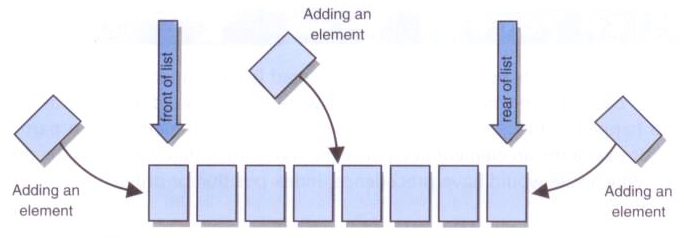 Adding an
element
front of list
rear of list
Adding an
element
Adding an
element